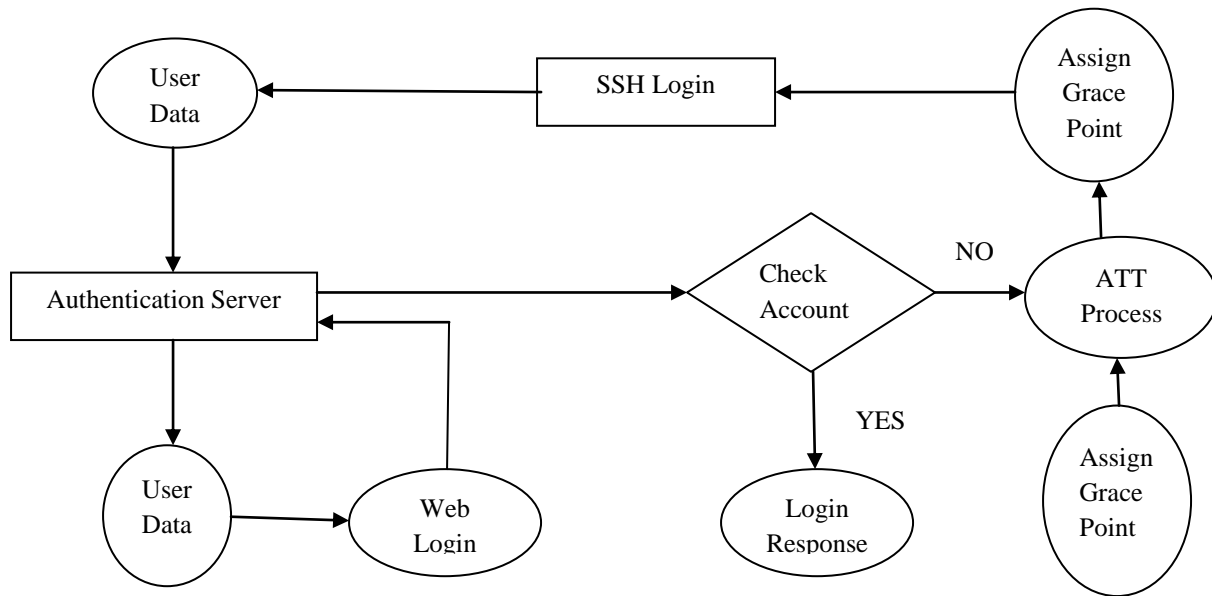 User
Data
SSH Login
Assign
Grace
Point
Authentication Server
Check
Account
NO
ATT
Process
YES
User
Data
Web
Login
Login
Response
Assign
Grace
Point